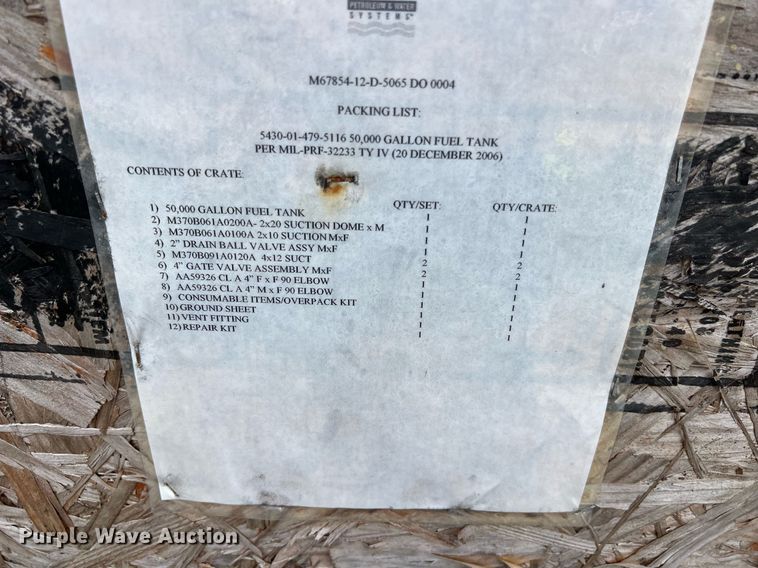 PETROLEUM & WATER
SYSTEMS
M67854-12-D-5065 DO 0004
PACKING LIST:
5430-01-479-5116 50,000 GALLON FUEL TANK
PER MIL-PRF-32233 TY IV (20 DECEMBER 2006)
CONTENTS OF CRATE: QTY/SET: QTY/CRATE:
1) 50,000 GALLON FUEL TANK 1 1
2) M370B061A0200A- 2x20 SUCTION DOME x M 1 1
3) M370B061A0100A 2x10 SUCTION MxF 1 1
4) 2" DRAIN BALL VALVE ASSY MxF 1 1
5) M370B091A0120A 4x12 SUCT 2 2
6) 4" GATE VALVE ASSEMBLY MxF 2 2
7) AA59326 CL A 4" F x F 90 ELBOW 1 1
8) AA59326 CL A 4" M x F 90 ELBOW 1 1
9) CONSUMABLE ITEMS/OVERPACK KIT 1 1
10) GROUND SHEET 1 1
11) VENT FITTING 1 1
12) REPAIR KIT 1 1
Purple Wave Auction